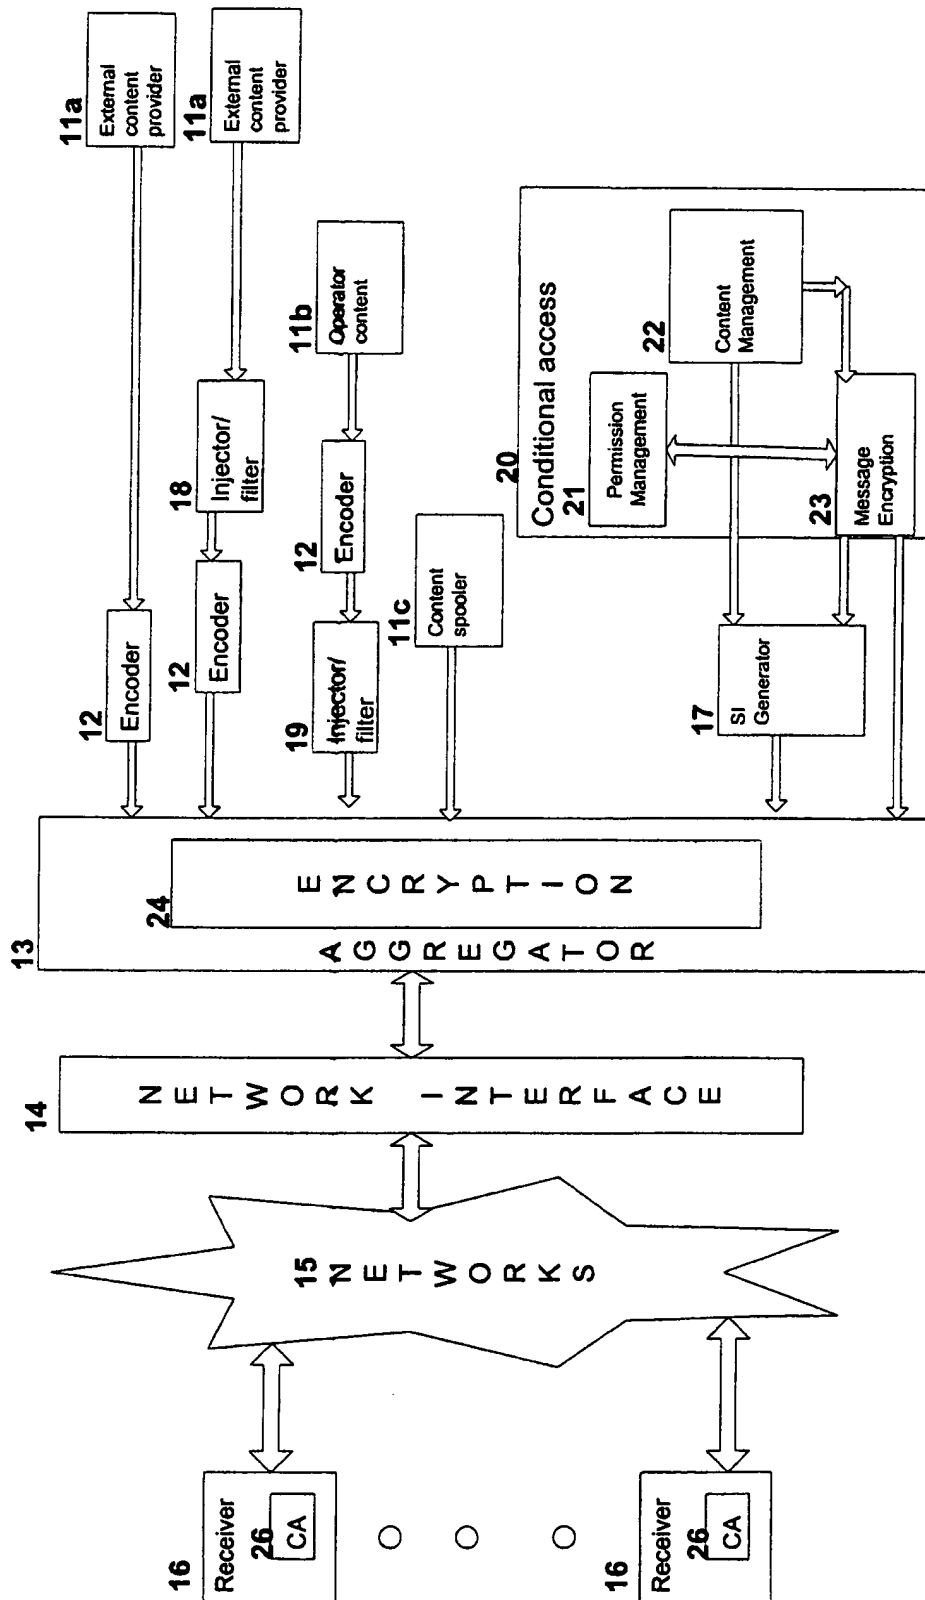 11a
External
content
provider
11a
External
content
provider
18
Injector/
filter
12
Encoder
12
Encoder
11b
Operator
content
12
Encoder
19
Injector/
filter
11c
Content
spooler
20
Conditional access
21
Permission
Management
22
Content
Management
23
Message
Encryption
17
SI
Generator
13
24
ENCRYPTION
AGGREGATOR
14
NETWORK INTERFACE
15
NETWORKS
16
Receiver
26
CA
16
Receiver
26
CA